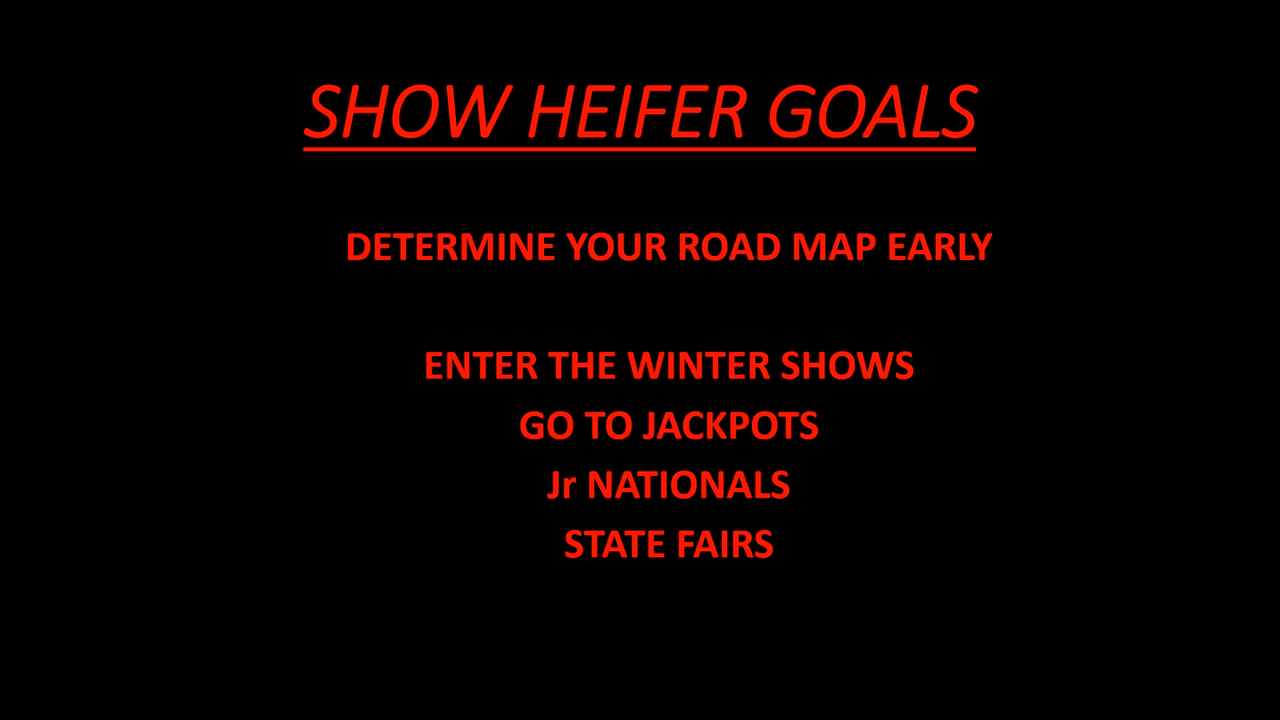 SHOW HEIFER GOALS
DETERMINE YOUR ROAD MAP EARLY
ENTER THE WINTER SHOWS
GO TO JACKPOTS
Jr NATIONALS
STATE FAIRS